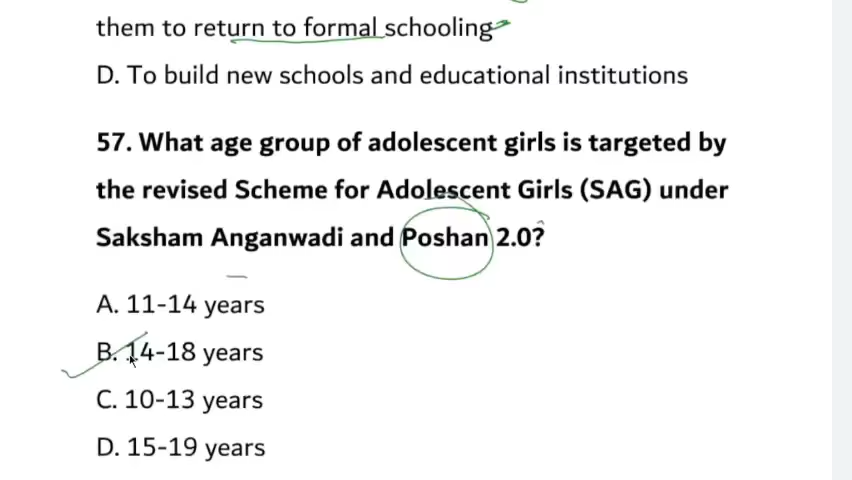 them to return to formal schooling
D. To build new schools and educational institutions
57. What age group of adolescent girls is targeted by
the revised Scheme for Adolescent Girls (SAG) under
Saksham Anganwadi and Poshan 2.0?
A. 11-14 years
B. 14-18 years
C. 10-13 years
D. 15-19 years